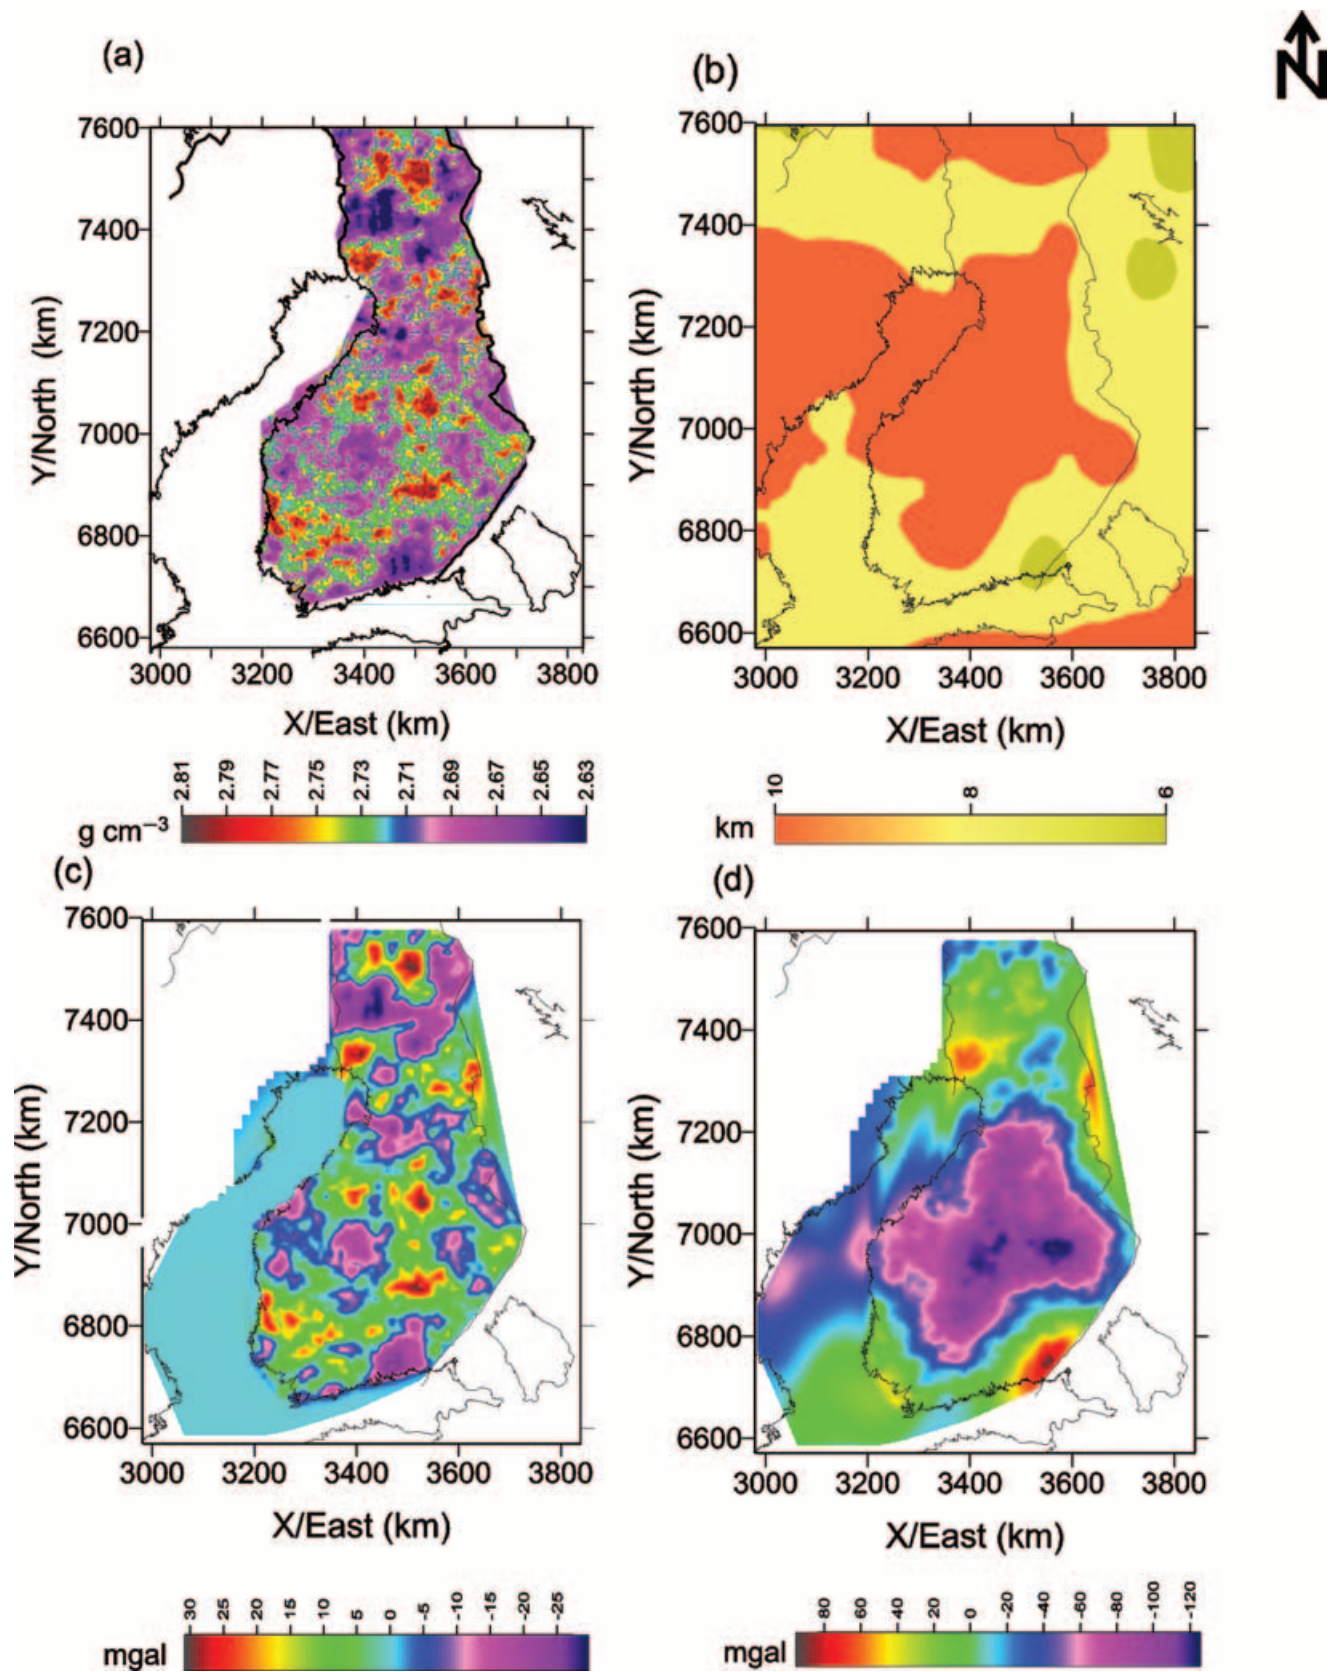 (a)
(b)
N
7600
7400
7200
7000
6800
6600
Y/North (km)
3000 3200 3400 3600 3800
X/East (km)
7600
7400
7200
7000
6800
6600
Y/North (km)
3000 3200 3400 3600 3800
X/East (km)
2.81 2.79 2.77 2.75 2.73 2.71 2.69 2.67 2.65 2.63
g cm−3
10 8 6
km
(c)
(d)
7600
7400
7200
7000
6800
6600
Y/North (km)
3000 3200 3400 3600 3800
X/East (km)
7600
7400
7200
7000
6800
6600
Y/North (km)
3000 3200 3400 3600 3800
X/East (km)
30 25 20 15 10 5 0 -5 -10 -15 -20 -25
mgal
80 60 40 20 0 -20 -40 -60 -80 -100 -120
mgal